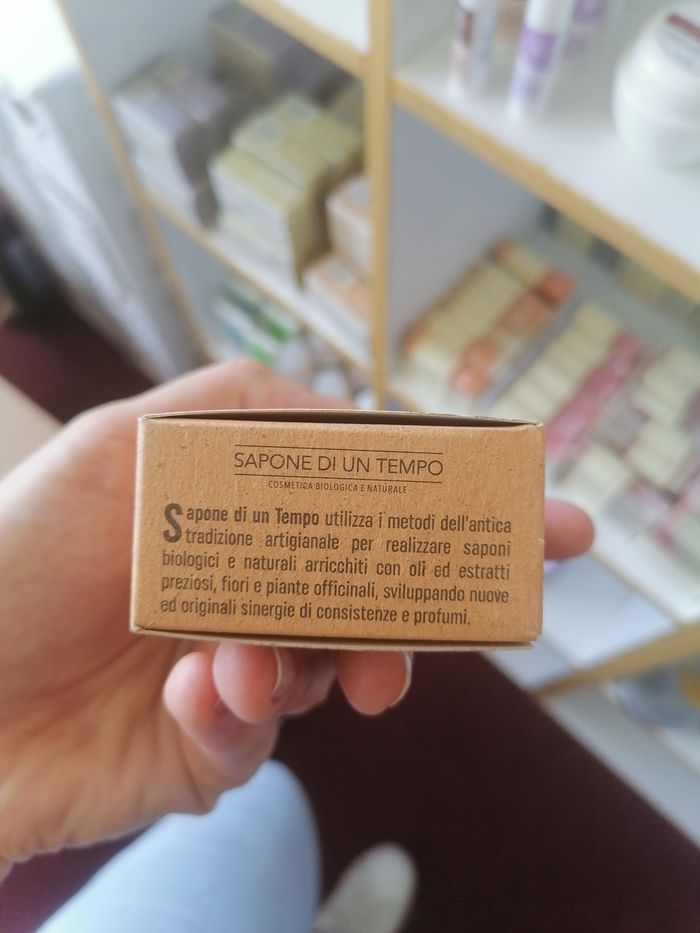 SAPONE DI UN TEMPO
COSMETICA BIOLOGICA E NATURALE
Sapone di un Tempo utilizza i metodi dell'antica
tradizione artigianale per realizzare saponi
biologici e naturali arricchiti con oli ed estratti
preziosi, fiori e piante officinali, sviluppando nuove
ed originali sinergie di consistenze e profumi.